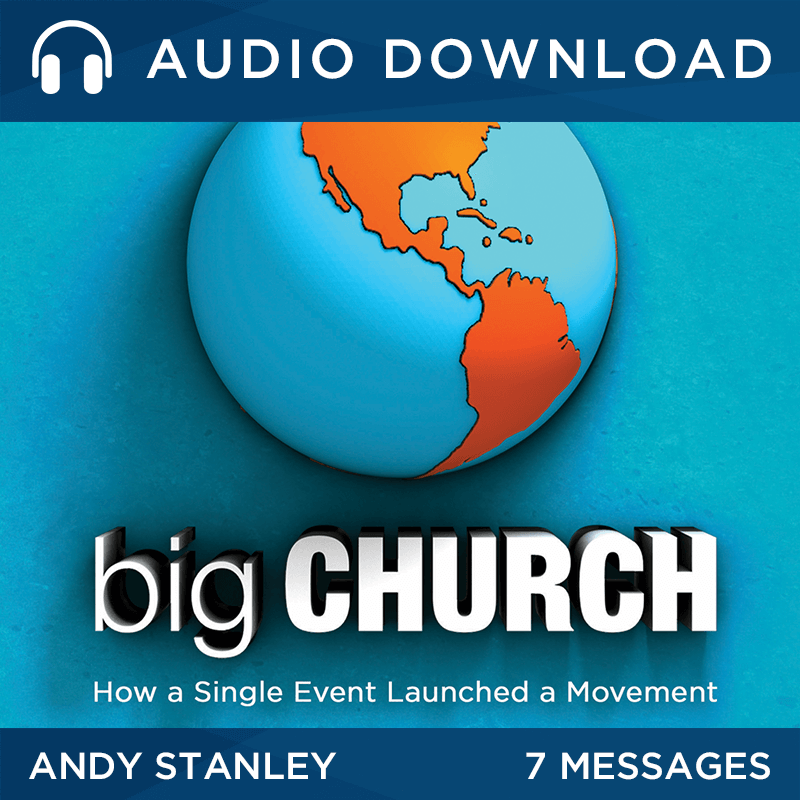 AUDIO DOWNLOAD
big CHURCH
How a Single Event Launched a Movement
ANDY STANLEY 7 MESSAGES